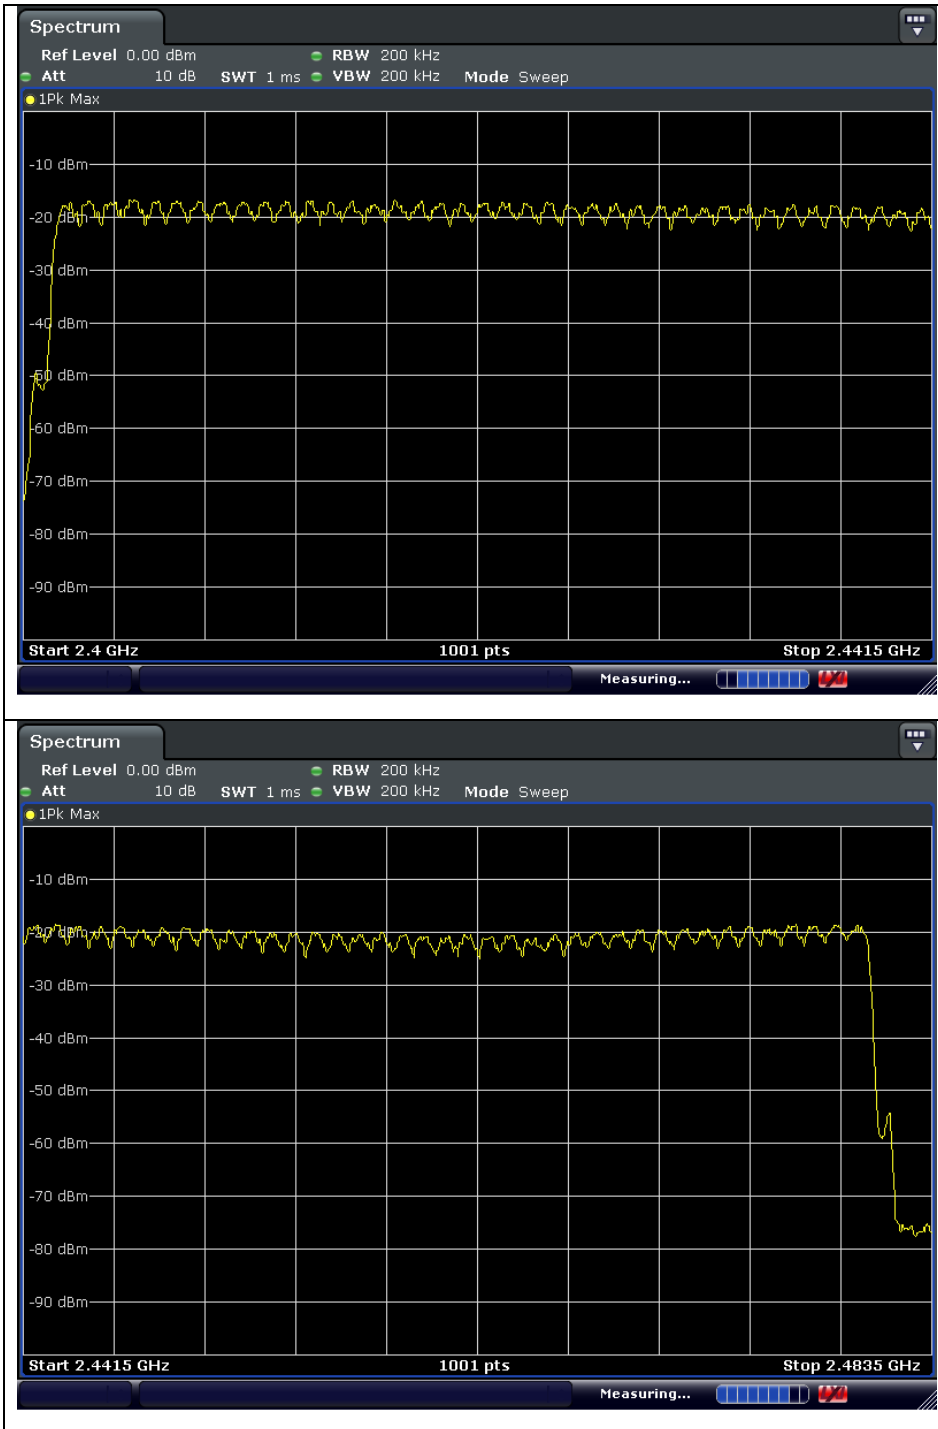 Spectrum
Ref Level 0.00 dBm RBW 200 kHz
Att 10 dB SWT 1 ms VBW 200 kHz Mode Sweep
1Pk Max
-10 dBm
-20 dBm
-30 dBm
-40 dBm
-50 dBm
-60 dBm
-70 dBm
-80 dBm
-90 dBm
Start 2.4 GHz 1001 pts Stop 2.4415 GHz
Measuring...
Spectrum
Ref Level 0.00 dBm RBW 200 kHz
Att 10 dB SWT 1 ms VBW 200 kHz Mode Sweep
1Pk Max
-10 dBm
-20 dBm
-30 dBm
-40 dBm
-50 dBm
-60 dBm
-70 dBm
-80 dBm
-90 dBm
Start 2.4415 GHz 1001 pts Stop 2.4835 GHz
Measuring...